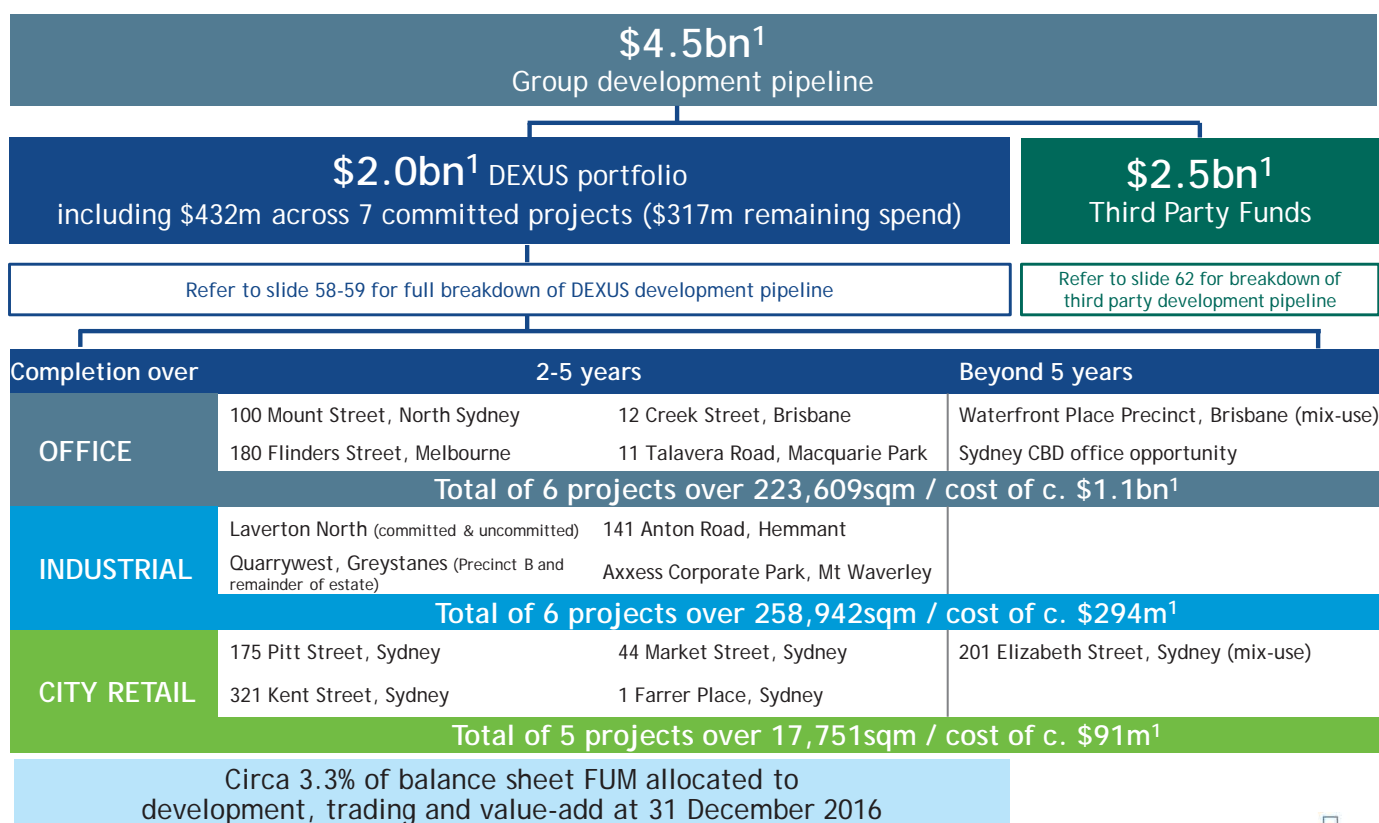 $4.5bn¹
Group development pipeline
$2.0bn¹ DEXUS portfolio
including $432m across 7 committed projects ($317m remaining spend)
$2.5bn¹
Third Party Funds
Refer to slide 58-59 for full breakdown of DEXUS development pipeline
Refer to slide 62 for breakdown of
third party development pipeline
Completion over 2-5 years Beyond 5 years
OFFICE
100 Mount Street, North Sydney 12 Creek Street, Brisbane Waterfront Place Precinct, Brisbane (mix-use)
180 Flinders Street, Melbourne 11 Talavera Road, Macquarie Park Sydney CBD office opportunity
Total of 6 projects over 223,609sqm / cost of c. $1.1bn¹
INDUSTRIAL
Laverton North (committed & uncommitted) 141 Anton Road, Hemmant
Quarrywest, Greystanes (Precinct B and
remainder of estate)
Axxess Corporate Park, Mt Waverley
Total of 6 projects over 258,942sqm / cost of c. $294m¹
CITY RETAIL
175 Pitt Street, Sydney 44 Market Street, Sydney 201 Elizabeth Street, Sydney (mix-use)
321 Kent Street, Sydney 1 Farrer Place, Sydney
Total of 5 projects over 17,751sqm / cost of c. $91m¹
Circa 3.3% of balance sheet FUM allocated to
development, trading and value-add at 31 December 2016